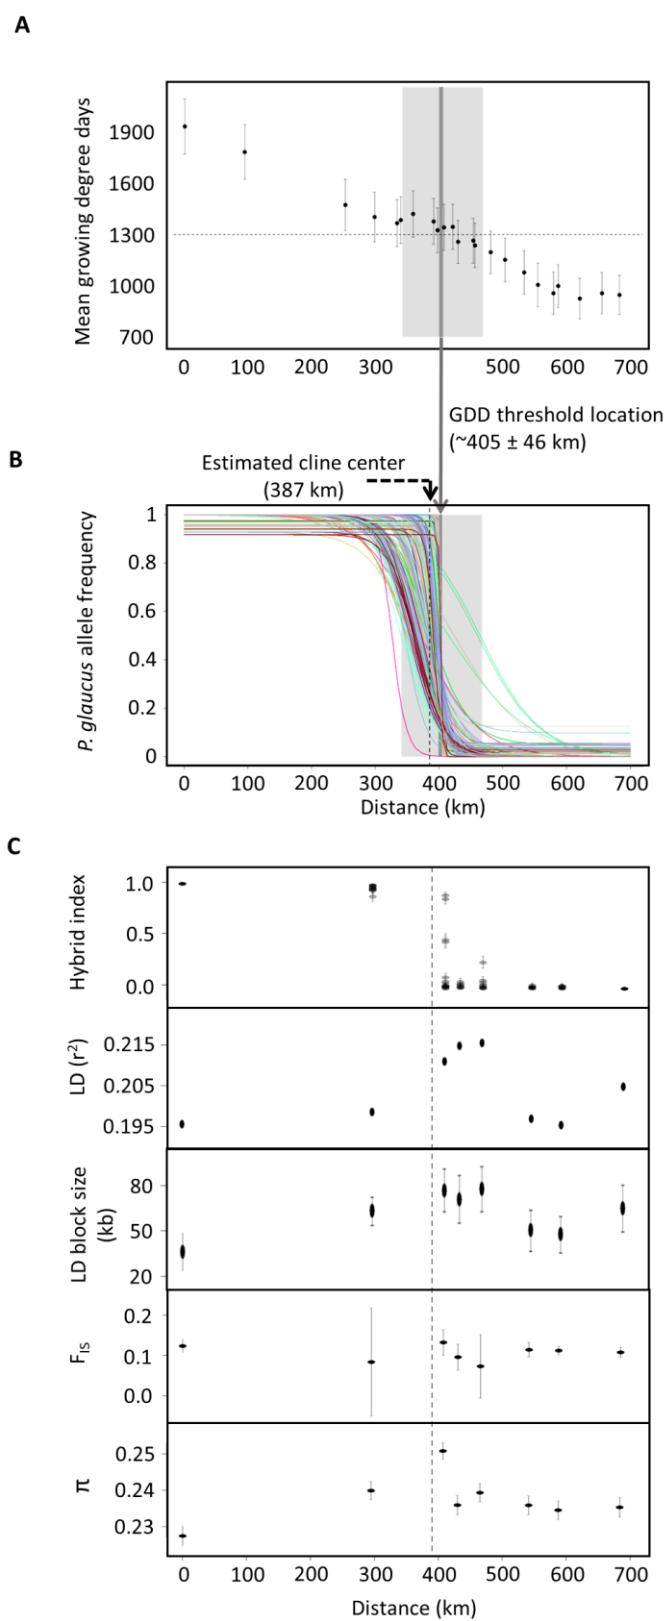 A
Mean growing degree days
1900
1600
1300
1000
700
0 100 300 500 600 700
GDD threshold location
(~405 ± 46 km)
B
Estimated cline center
(387 km)
P. glaucus allele frequency
1
0.8
0.6
0.4
0.2
0
0 100 200 300 400 500 600 700
Distance (km)
C
Hybrid index
1.0
0.5
0.0
LD (r²)
0.215
0.205
0.195
LD block size
(kb)
80
50
20
FIS
0.2
0.1
0.0
π
0.25
0.24
0.23
0 100 200 300 400 500 600 700
Distance (km)